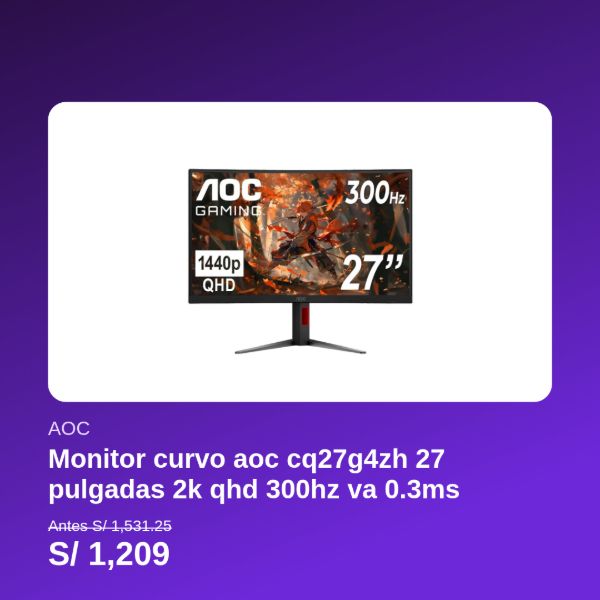 AOC
GAMING
300Hz
1440p
QHD
27”
AOC
Monitor curvo aoc cq27g4zh 27
pulgadas 2k qhd 300hz va 0.3ms
Antes S/ 1,531.25
S/ 1,209